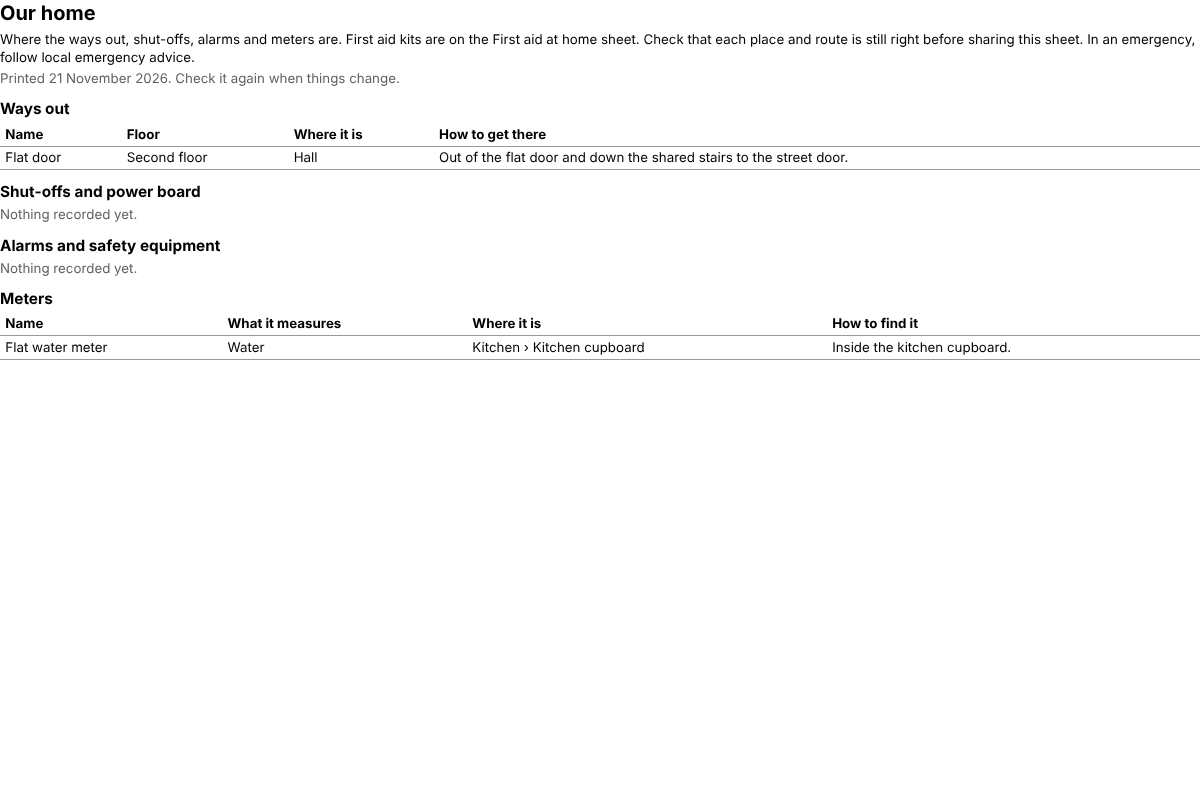 Our home
Where the ways out, shut-offs, alarms and meters are. First aid kits are on the First aid at home sheet. Check that each place and route is still right before sharing this sheet. In an emergency,
follow local emergency advice.
Printed 21 November 2026. Check it again when things change.
Ways out
Name Floor Where it is How to get there
Flat door Second floor Hall Out of the flat door and down the shared stairs to the street door.
Shut-offs and power board
Nothing recorded yet.
Alarms and safety equipment
Nothing recorded yet.
Meters
Name What it measures Where it is How to find it
Flat water meter Water Kitchen › Kitchen cupboard Inside the kitchen cupboard.